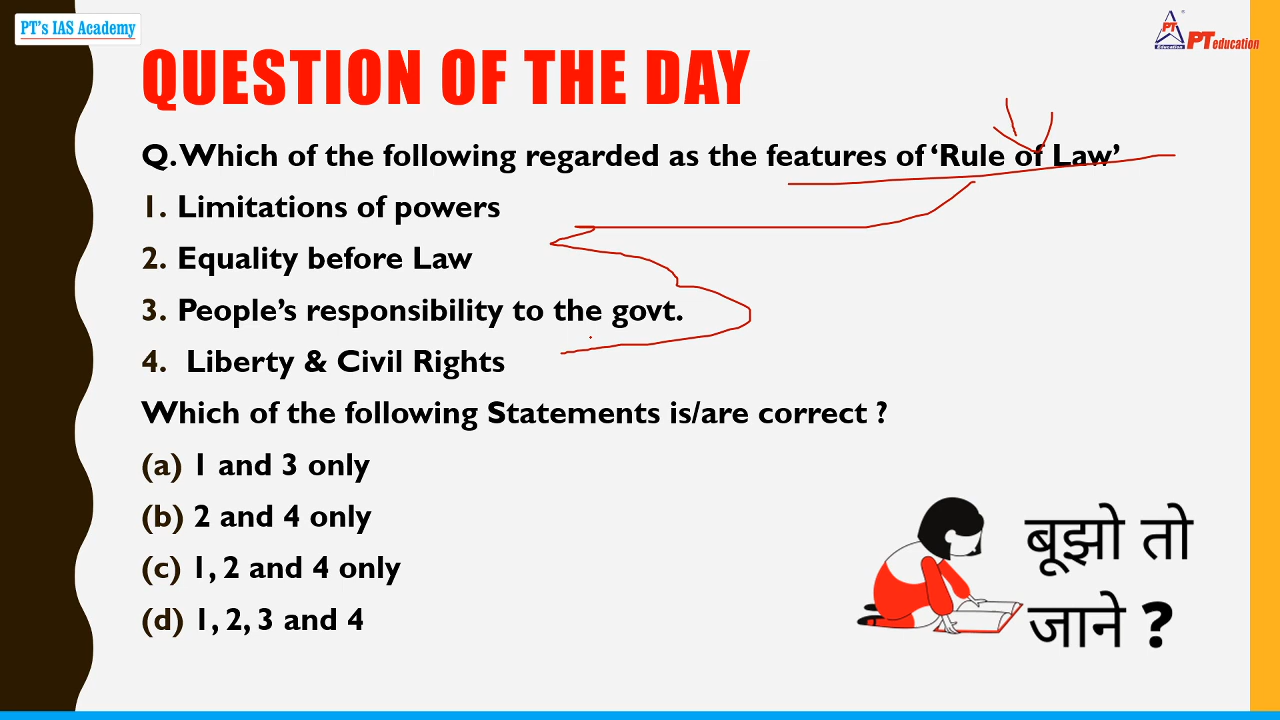 PT's IAS Academy
PT
Education
PT education
QUESTION OF THE DAY
Q. Which of the following regarded as the features of ‘Rule of Law’
1. Limitations of powers
2. Equality before Law
3. People’s responsibility to the govt.
4. Liberty & Civil Rights
Which of the following Statements is/are correct ?
(a) 1 and 3 only
(b) 2 and 4 only
(c) 1, 2 and 4 only
(d) 1, 2, 3 and 4
बूझो तो
जाने ?